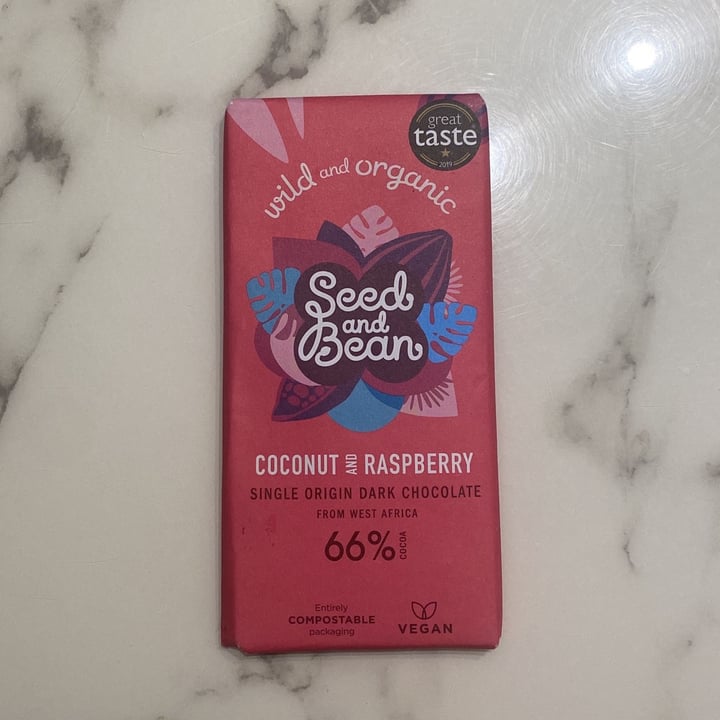 great
taste
2019
wild and organic
Seed
and
Bean
COCONUT AND RASPBERRY
SINGLE ORIGIN DARK CHOCOLATE
FROM WEST AFRICA
66% COCOA
Entirely
COMPOSTABLE
packaging
VEGAN